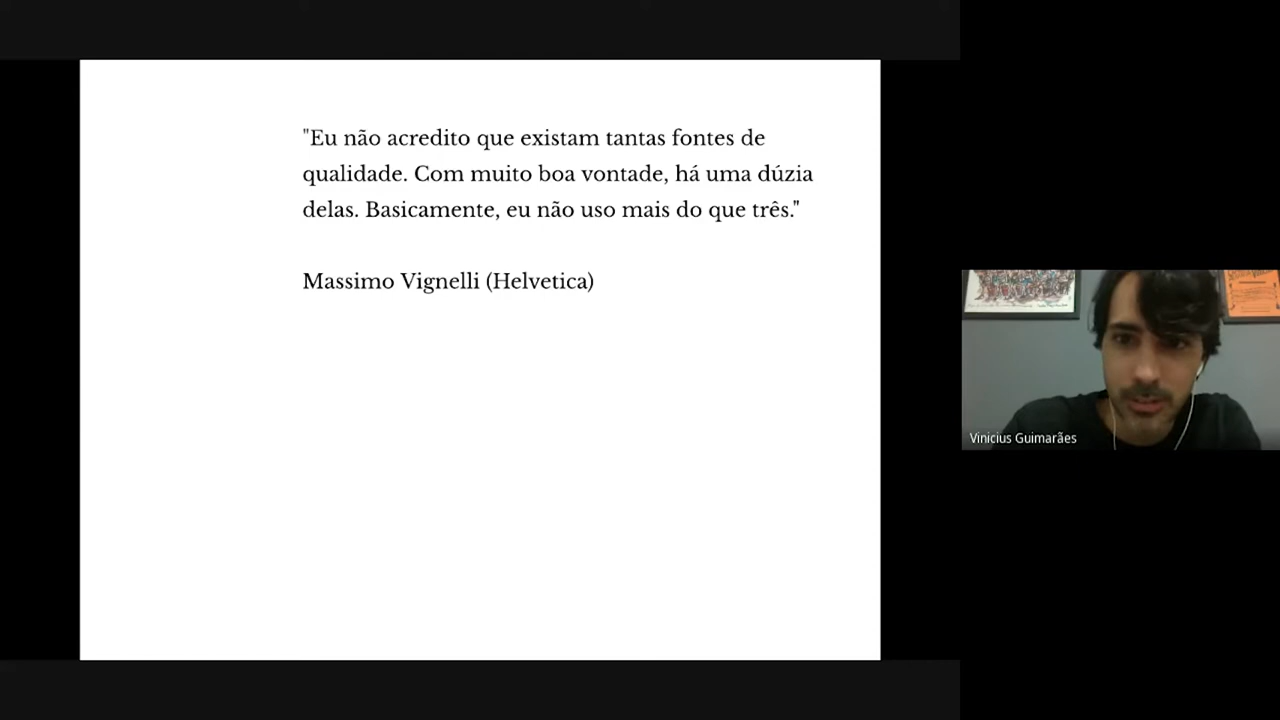 "Eu não acredito que existam tantas fontes de
qualidade. Com muito boa vontade, há uma dúzia
delas. Basicamente, eu não uso mais do que três."
Massimo Vignelli (Helvetica)
Vinicius Guimarães